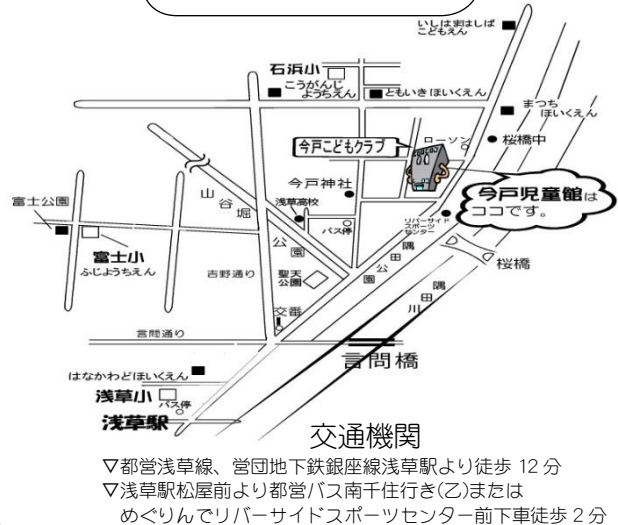 いしはまはしば
こどもえん
石浜小
こうがんじ
ようちえん
ともいきほいくえん
まつち
ほいくえん
ローソン
桜橋中
今戸こどもクラブ
今戸児童館は
ココです。
山谷堀公園
今戸神社
浅草高校
バス停
リバーサイド
スポーツ
センター
富士公園
富士小
ふじようちえん
吉野通り
聖天
公園
隅田公園
隅田川
桜橋
交番
言問通り
言問橋
はなかわどほいくえん
浅草小
バス停
浅草駅
交通機関
▽都営浅草線、営団地下鉄銀座線浅草駅より徒歩 12 分
▽浅草駅松屋前より都営バス南千住行き(乙)または
めぐりんでリバーサイドスポーツセンター前下車徒歩 2 分